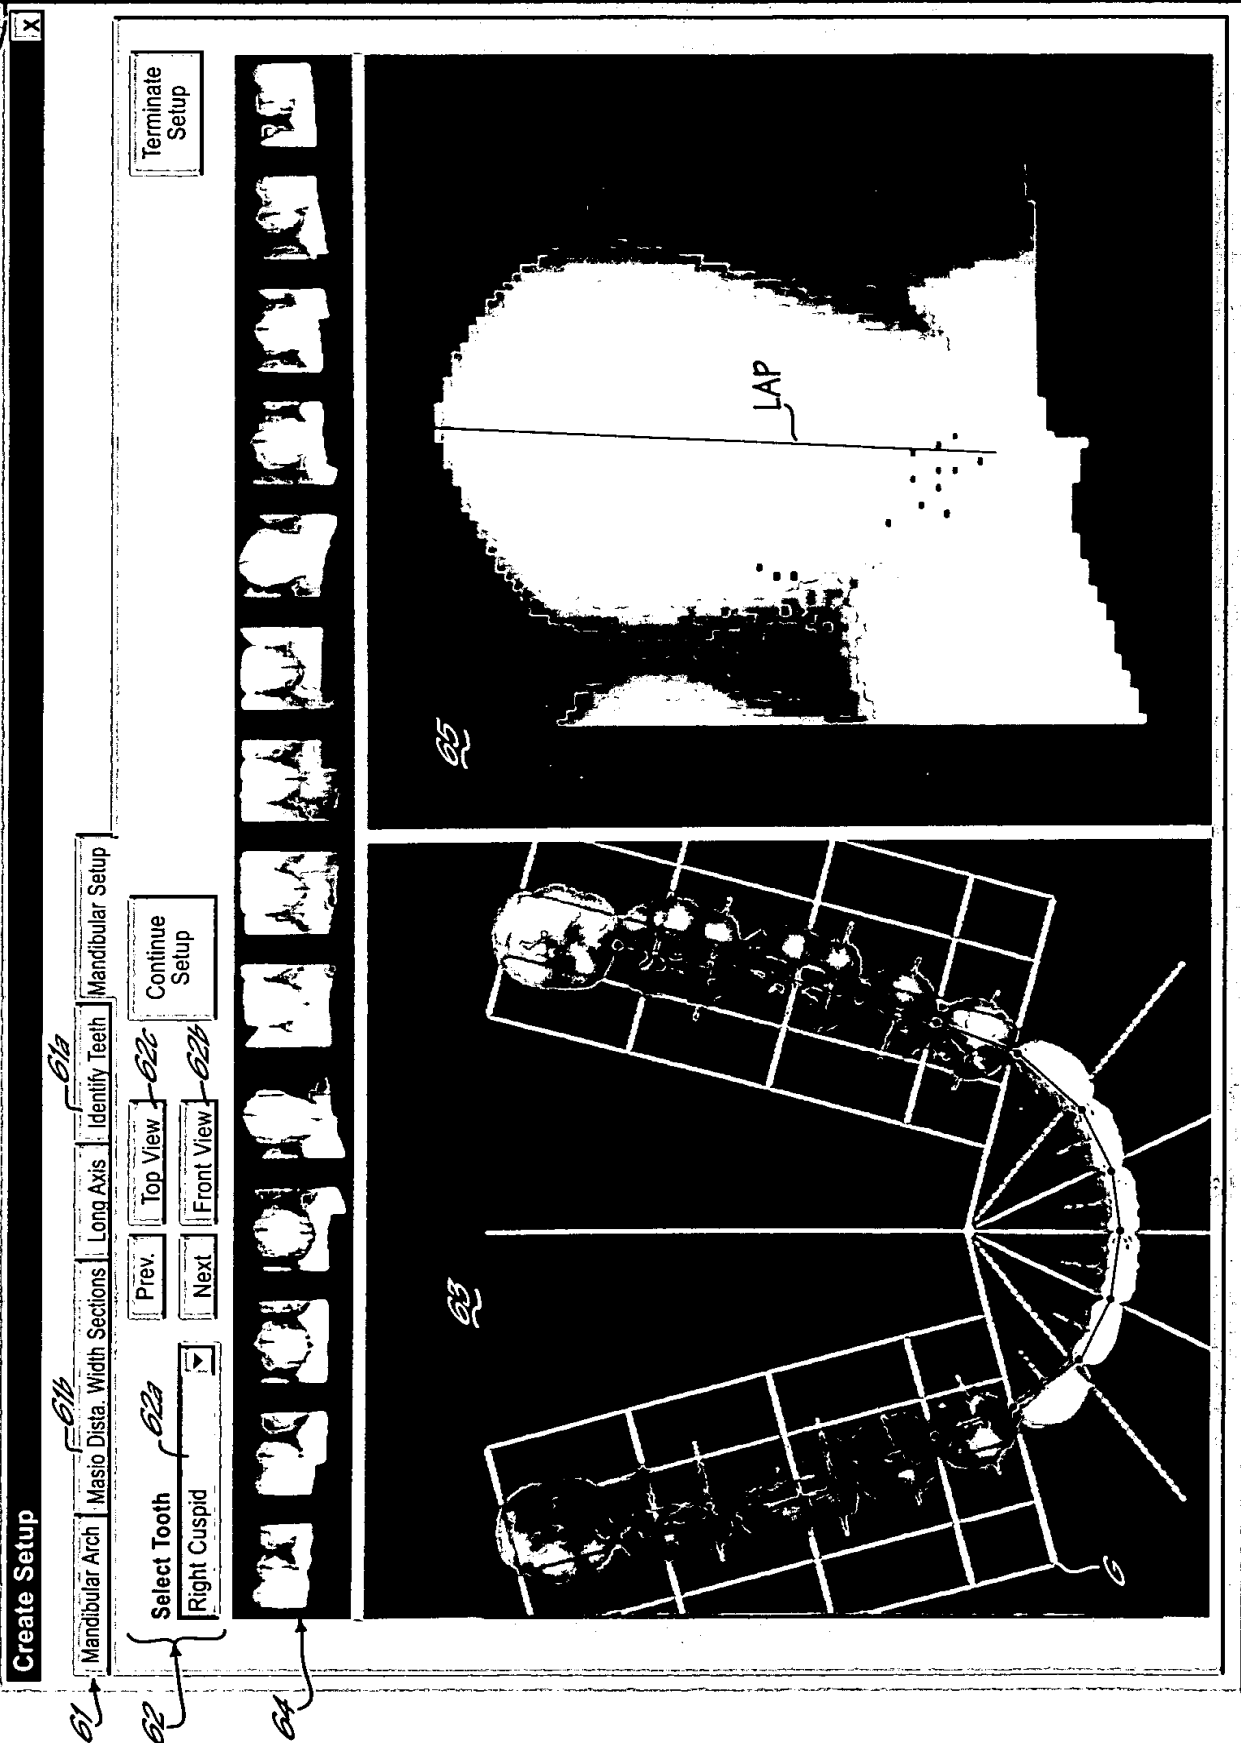 Create Setup X
61
61b
61a
Mandibular Arch Masio Dista. Width Sections Long Axis Identify Teeth Mandibular Setup
62
Select Tooth 62a
Right Cuspid
Prev. Top View 62c
Next Front View 62b
Continue
Setup
Terminate
Setup
64
63
65
LAP
G